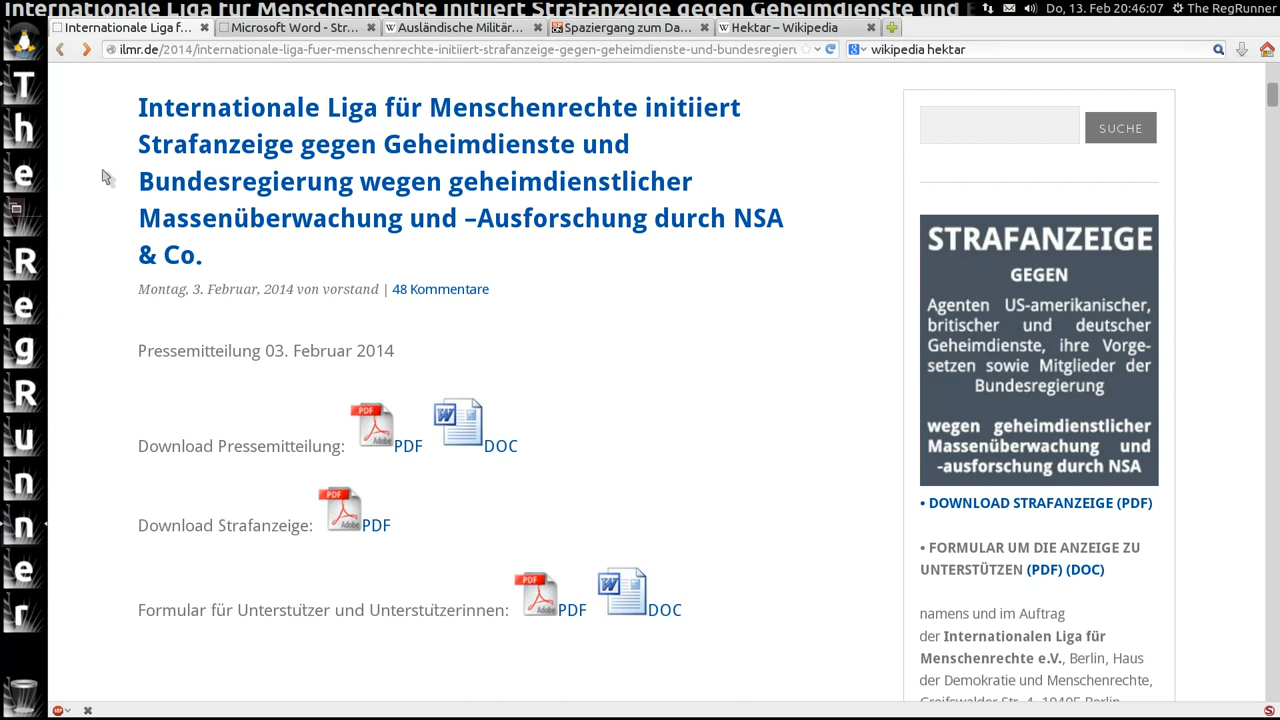 Internationale Liga für Menschenrechte initiiert Strafanzeige gegen Geheimdienste und
Do, 13. Feb 20:46:07 The RegRunner
Internationale Liga f... Microsoft Word - Str... Ausländische Militär... Spaziergang zum Da... Hektar – Wikipedia
ilmr.de/2014/internationale-liga-fuer-menschenrechte-initiiert-strafanzeige-gegen-geheimdienste-und-bundesregieru wikipedia hektar
T
h
e
R
e
g
R
u
n
n
e
r
Internationale Liga für Menschenrechte initiiert
Strafanzeige gegen Geheimdienste und
Bundesregierung wegen geheimdienstlicher
Massenüberwachung und –Ausforschung durch NSA
& Co.
Montag, 3. Februar, 2014 von vorstand | 48 Kommentare
Pressemitteilung 03. Februar 2014
Download Pressemitteilung: PDF DOC
Download Strafanzeige: PDF
Formular für Unterstützer und Unterstützerinnen: PDF DOC
SUCHE
STRAFANZEIGE
GEGEN
Agenten US-amerikanischer,
britischer und deutscher
Geheimdienste, ihre Vorge-
setzen sowie Mitglieder der
Bundesregierung
wegen geheimdienstlicher
Massenüberwachung und
-ausforschung durch NSA
• DOWNLOAD STRAFANZEIGE (PDF)
• FORMULAR UM DIE ANZEIGE ZU
UNTERSTÜTZEN (PDF) (DOC)
namens und im Auftrag
der Internationalen Liga für
Menschenrechte e.V., Berlin, Haus
der Demokratie und Menschenrechte,